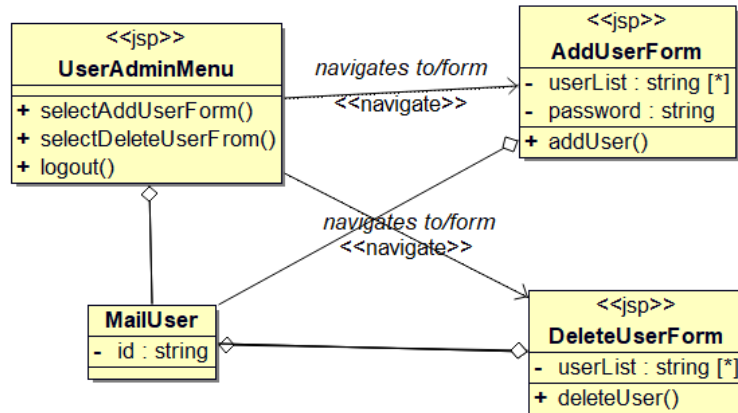 <<jsp>>
UserAdminMenu
+ selectAddUserForm()
+ selectDeleteUserFrom()
+ logout()
navigates to/form
<<navigate>>
<<jsp>>
AddUserForm
- userList : string [*]
- password : string
+ addUser()
navigates to/form
<<navigate>>
MailUser
- id : string
<<jsp>>
DeleteUserForm
- userList : string [*]
+ deleteUser()